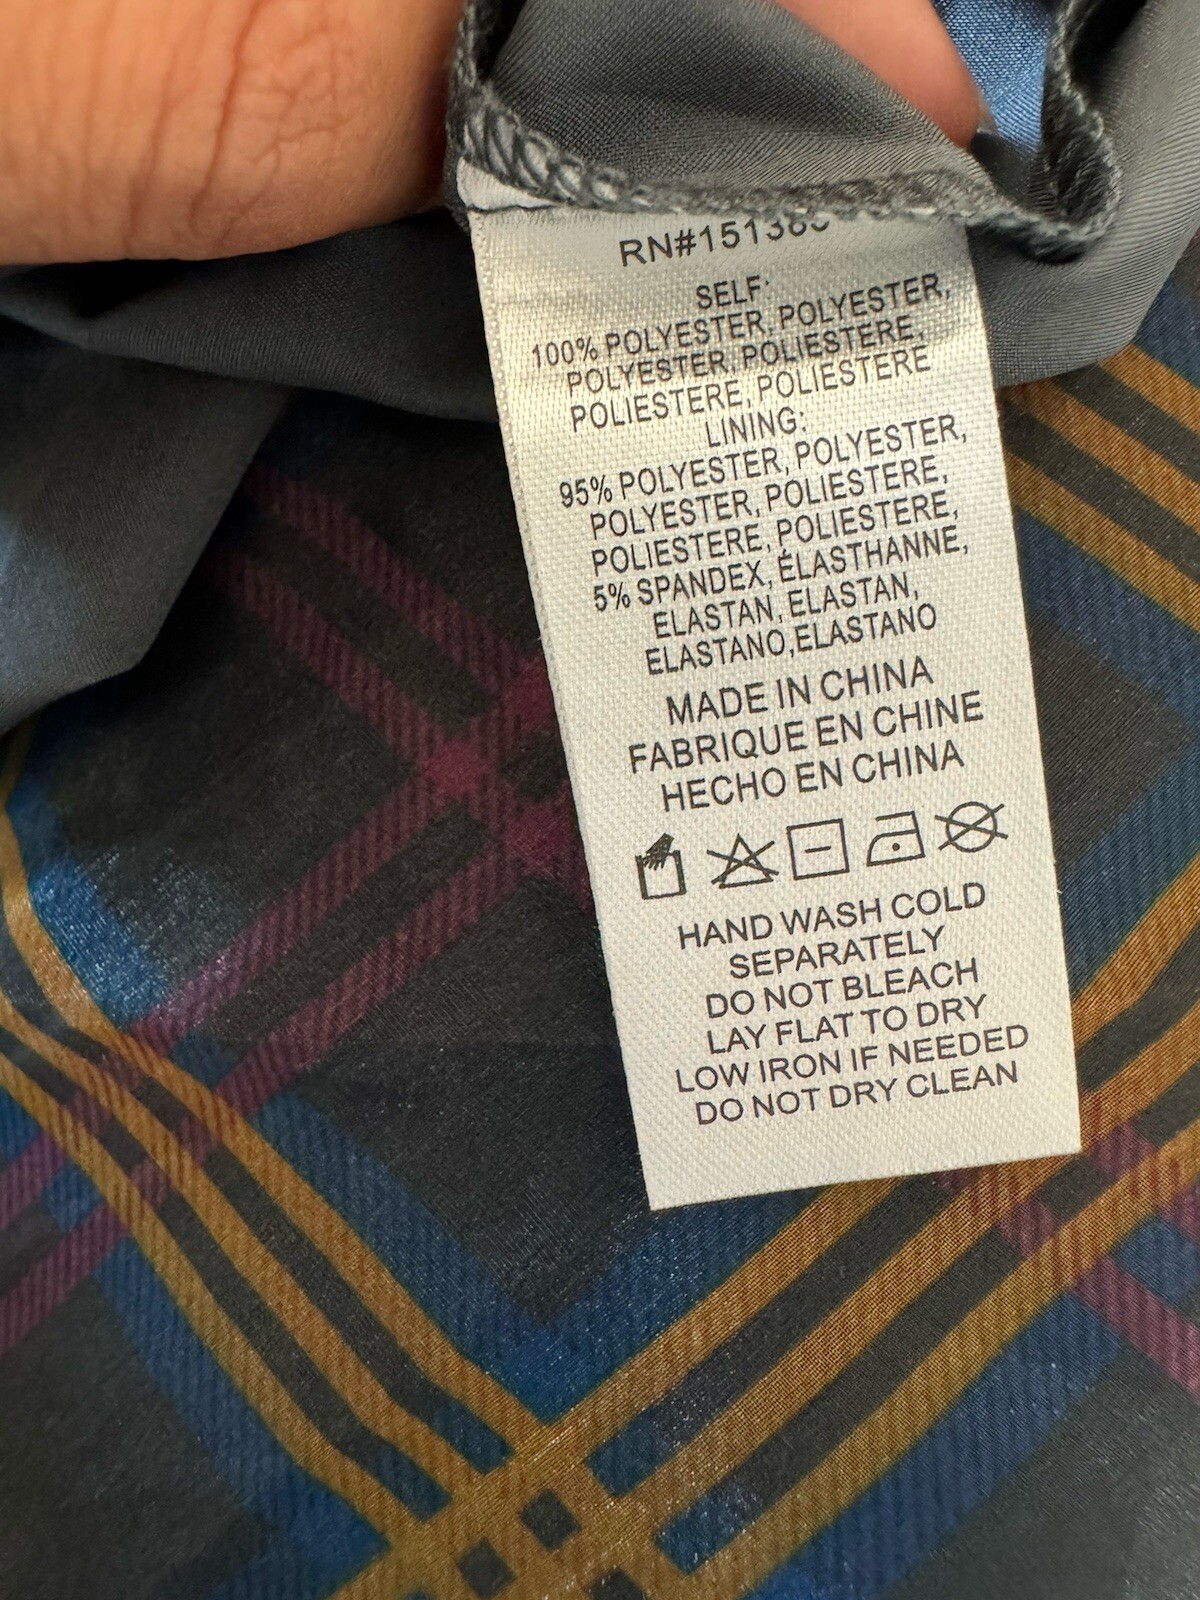 SELF:
100% POLYESTER, POLYESTER,
POLYESTER, POLIESTERE,
POLIESTERE, POLIESTERE
LINING:
95% POLYESTER, POLYESTER,
POLYESTER, POLIESTERE,
POLIESTERE, POLIESTERE,
5% SPANDEX, ÉLASTHANNE,
ELASTAN, ELASTAN,
ELASTANO,ELASTANO
MADE IN CHINA
FABRIQUE EN CHINE
HECHO EN CHINA
HAND WASH COLD
SEPARATELY
DO NOT BLEACH
LAY FLAT TO DRY
LOW IRON IF NEEDED
DO NOT DRY CLEAN